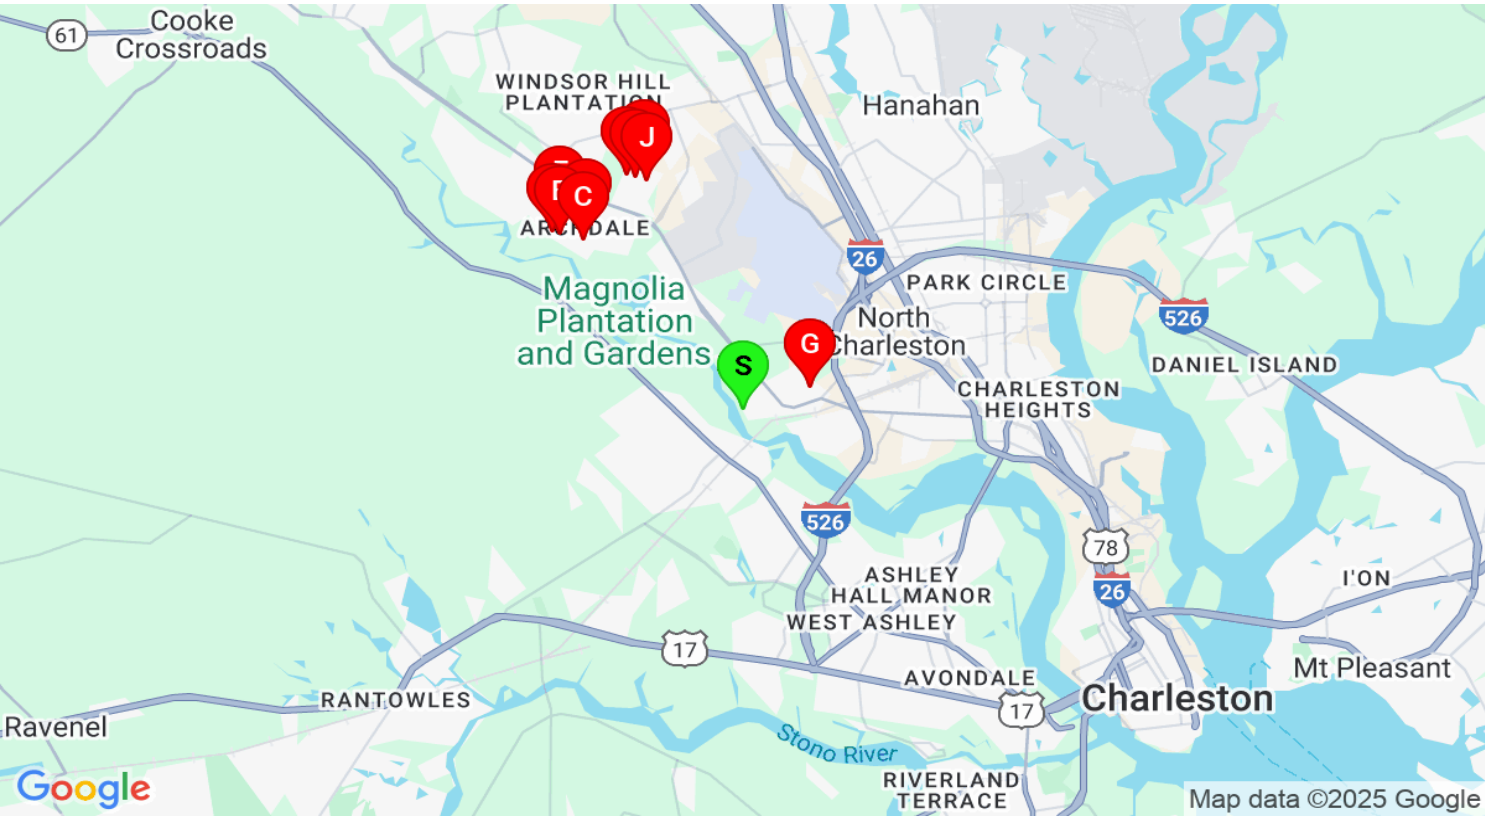 61
Cooke
Crossroads
WINDSOR HILL
PLANTATION
Hanahan
J
C
ARCHDALE
26
PARK CIRCLE
Magnolia
Plantation
and Gardens
North
Charleston
526
G
S
DANIEL ISLAND
CHARLESTON
HEIGHTS
526
78
ASHLEY
HALL MANOR
26
I'ON
WEST ASHLEY
17
Mt Pleasant
AVONDALE
RANTOWLES
17
Charleston
Ravenel
Stono River
RIVERLAND
TERRACE
Google
Map data ©2025 Google